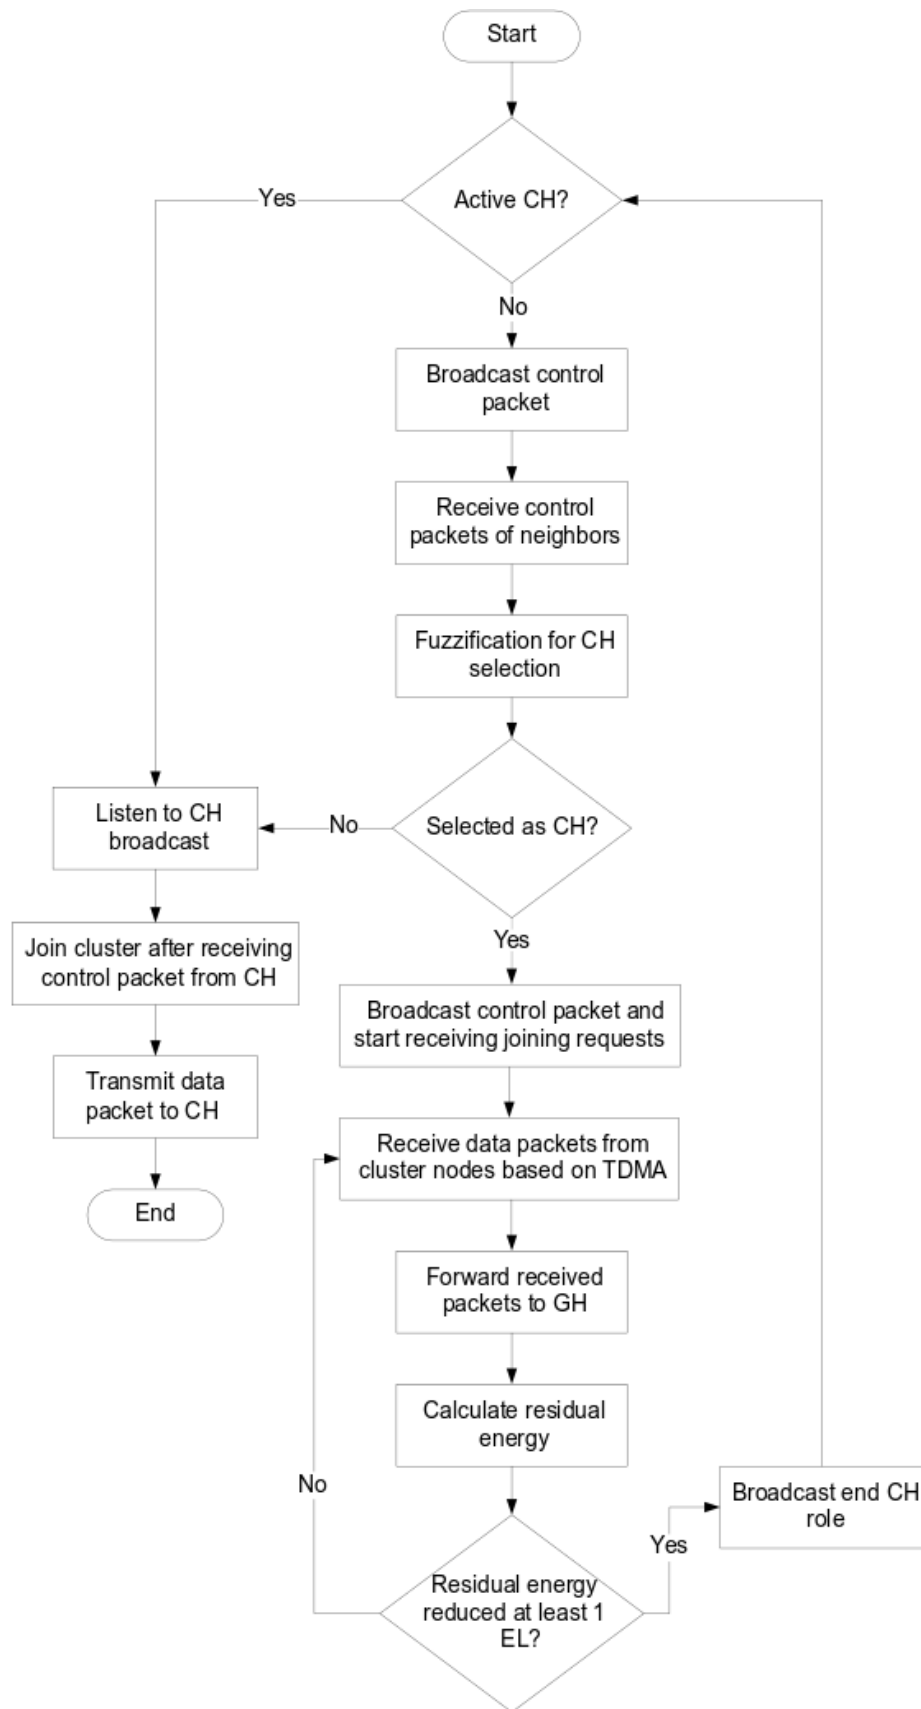 Start
Active CH?
Yes
No
Broadcast control
packet
Receive control
packets of neighbors
Fuzzification for CH
selection
Listen to CH
broadcast
No
Selected as CH?
Join cluster after receiving
control packet from CH
Yes
Broadcast control packet and
start receiving joining requests
Transmit data
packet to CH
Receive data packets from
cluster nodes based on TDMA
End
Forward received
packets to GH
Calculate residual
energy
No
Broadcast end CH
role
Yes
Residual energy
reduced at least 1
EL?